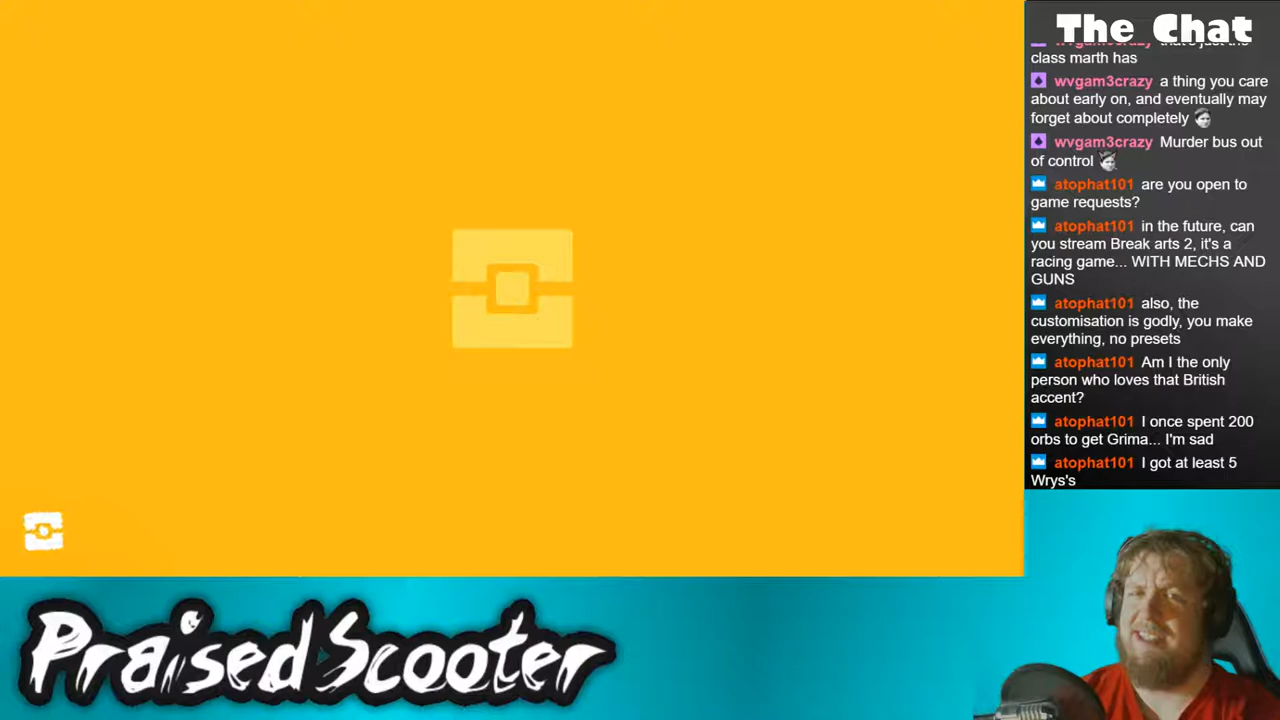 The Chat
wvgam3crazy that's just the
class marth has
wvgam3crazy a thing you care
about early on, and eventually may
forget about completely
wvgam3crazy Murder bus out
of control
atophat101 are you open to
game requests?
atophat101 in the future, can
you stream Break arts 2, it's a
racing game... WITH MECHS AND
GUNS
atophat101 also, the
customisation is godly, you make
everything, no presets
atophat101 Am I the only
person who loves that British
accent?
atophat101 I once spent 200
orbs to get Grima... I'm sad
atophat101 I got at least 5
Wrys's
PraisedScooter